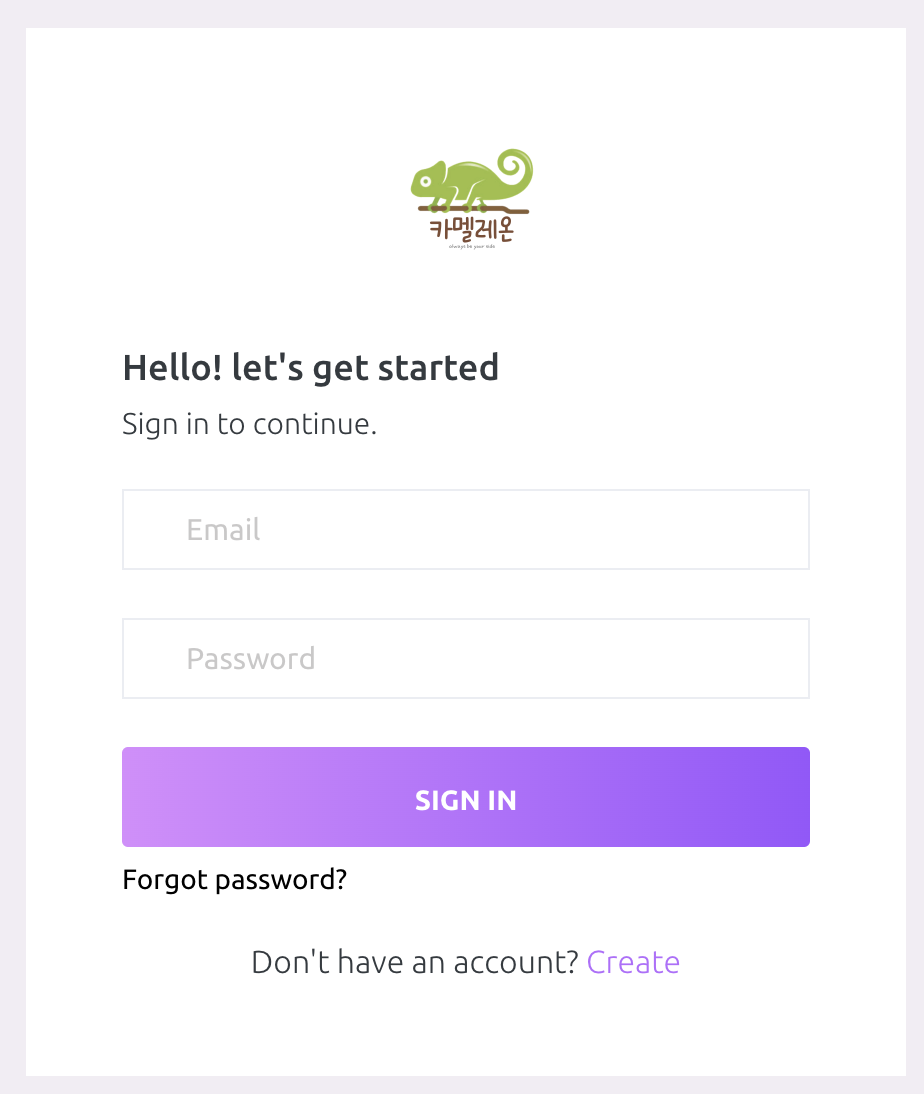 카멜레온
always be your side
Hello! let's get started
Sign in to continue.
Email
Password
SIGN IN
Forgot password?
Don't have an account? Create